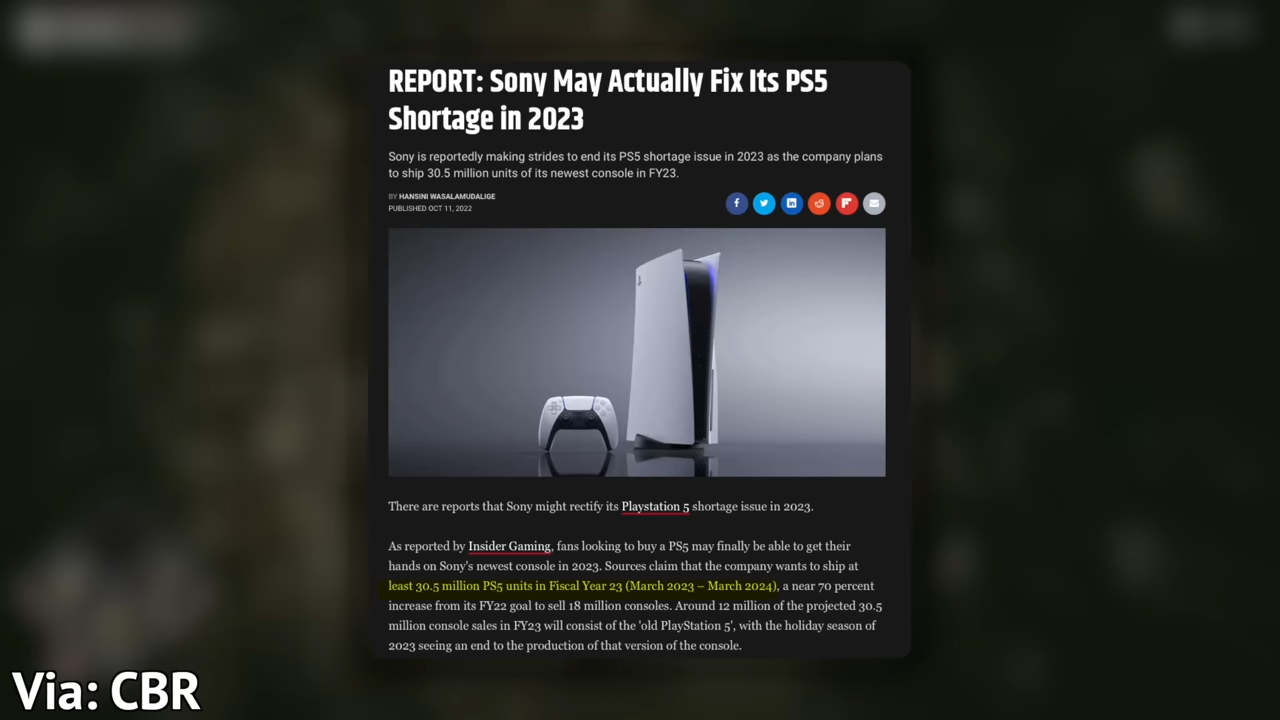 REPORT: Sony May Actually Fix Its PS5
Shortage in 2023
Sony is reportedly making strides to end its PS5 shortage issue in 2023 as the company plans
to ship 30.5 million units of its newest console in FY23.
BY HANSINI WASALAMUDALIGE
PUBLISHED OCT 11, 2022
There are reports that Sony might rectify its Playstation 5 shortage issue in 2023.
As reported by Insider Gaming, fans looking to buy a PS5 may finally be able to get their
hands on Sony's newest console in 2023. Sources claim that the company wants to ship at
least 30.5 million PS5 units in Fiscal Year 23 (March 2023 – March 2024), a near 70 percent
increase from its FY22 goal to sell 18 million consoles. Around 12 million of the projected 30.5
million console sales in FY23 will consist of the 'old PlayStation 5', with the holiday season of
2023 seeing an end to the production of that version of the console.
Via: CBR